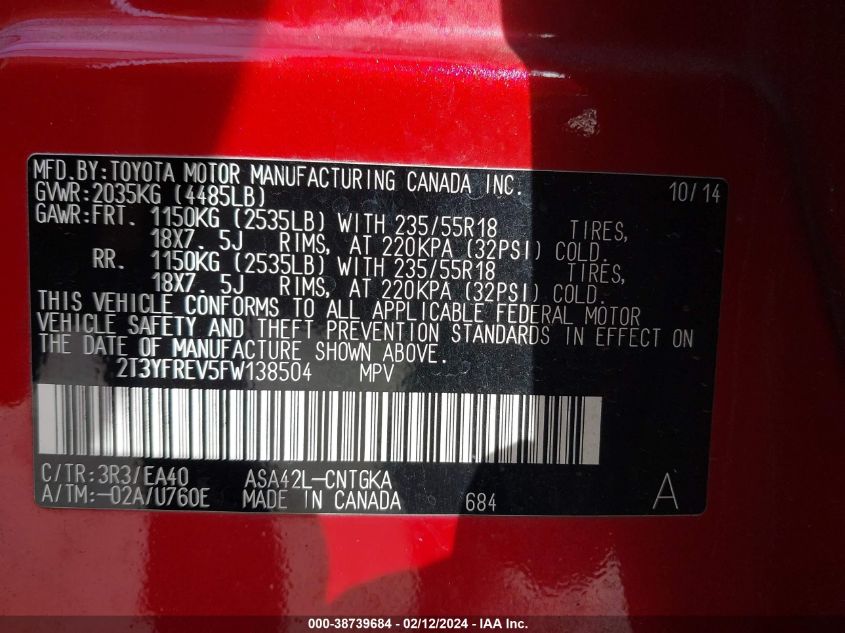 MFD.BY:TOYOTA MOTOR MANUFACTURING CANADA INC.
GVWR:2035KG (4485LB) 10/14
GAWR:FRT. 1150KG (2535LB) WITH 235/55R18 TIRES,
18X7.5J RIMS, AT 220KPA (32PSI) COLD.
RR. 1150KG (2535LB) WITH 235/55R18 TIRES,
18X7.5J RIMS, AT 220KPA (32PSI) COLD.
THIS VEHICLE CONFORMS TO ALL APPLICABLE FEDERAL MOTOR
VEHICLE SAFETY AND THEFT PREVENTION STANDARDS IN EFFECT ON
THE DATE OF MANUFACTURE SHOWN ABOVE.
2T3YFREV5FW138504 MPV
C/TR:3R3/EA40 ASA42L-CNTGKA
A/TM:-02A/U760E MADE IN CANADA 684 A
000-38739684 - 02/12/2024 - IAA Inc.